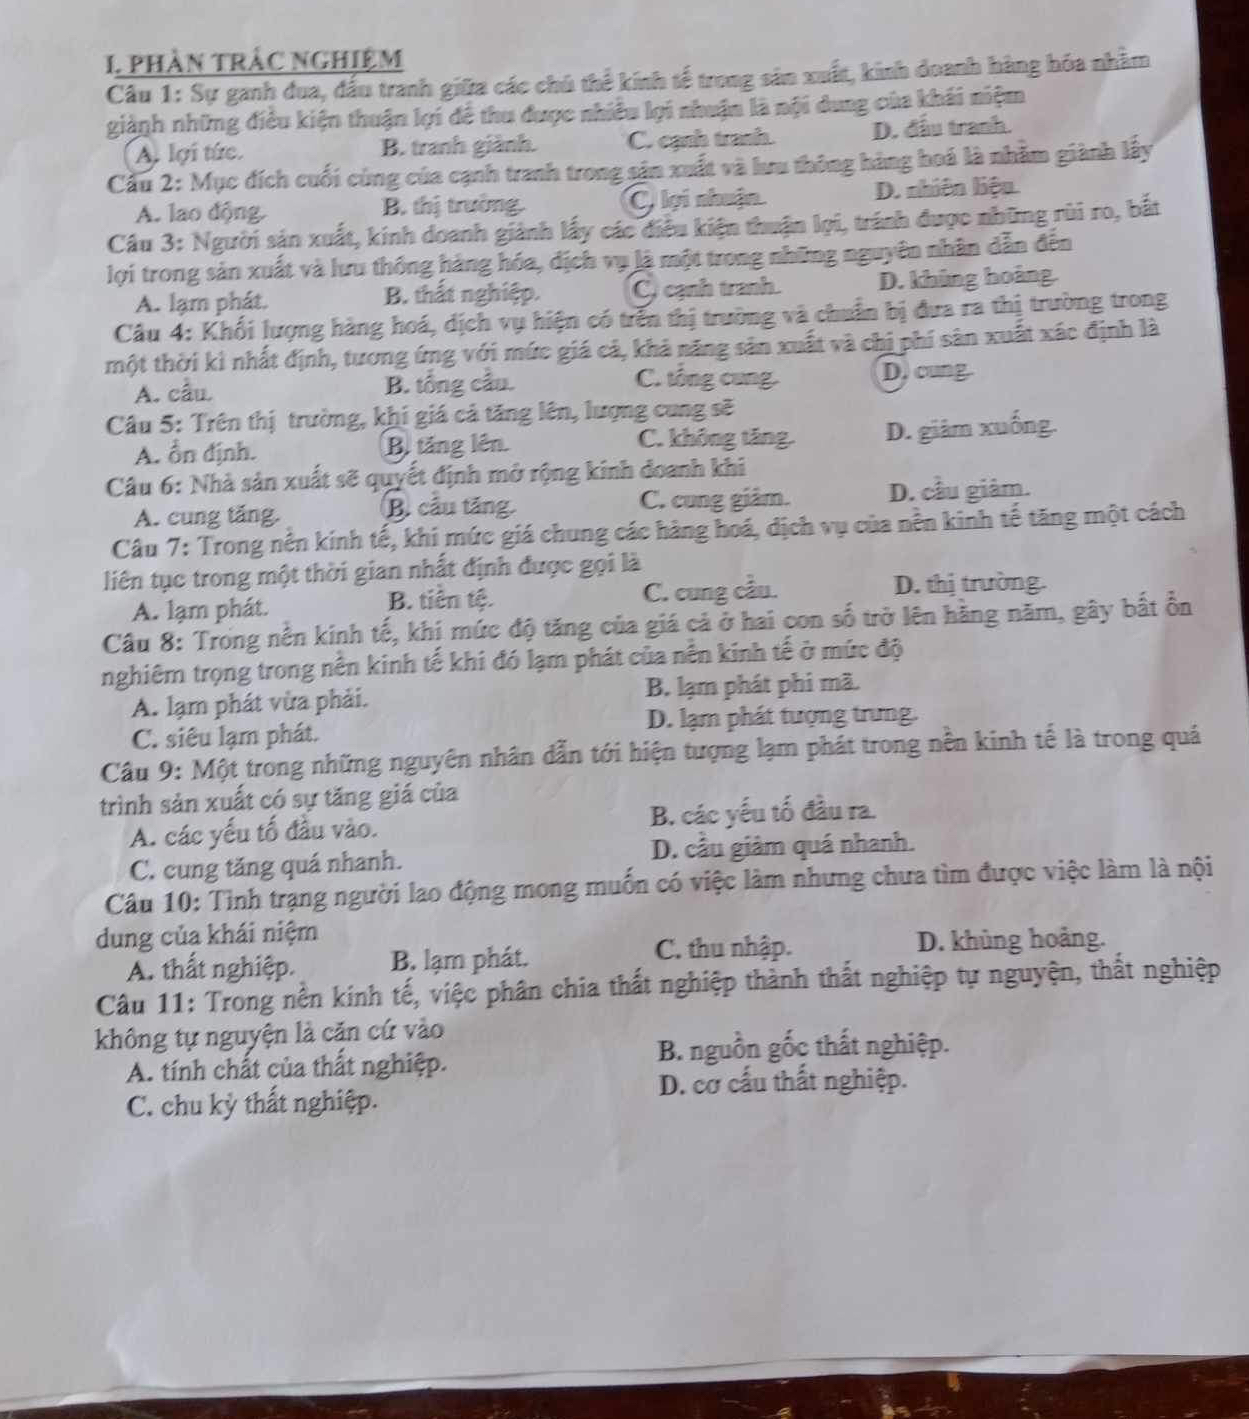 I. PHẦN TRẮC NGHIỆM
Câu 1: Sự ganh đua, đấu tranh giữa các chủ thể kinh tế trong sản xuất, kinh doanh hàng hóa nhằm
giành những điều kiện thuận lợi để thu được nhiều lợi nhuận là nội dung của khái niệm
A. lợi tức. B. tranh giành. C. cạnh tranh. D. đấu tranh.
Câu 2: Mục đích cuối cùng của cạnh tranh trong sản xuất và lưu thông hàng hoá là nhằm giành lấy
A. lao động. B. thị trường. C. lợi nhuận. D. nhiên liệu.
Câu 3: Người sản xuất, kinh doanh giành lấy các điều kiện thuận lợi, tránh được những rủi ro, bất
lợi trong sản xuất và lưu thông hàng hóa, dịch vụ là một trong những nguyên nhân dẫn đến
A. lạm phát. B. thất nghiệp. C. cạnh tranh. D. khủng hoảng.
Câu 4: Khối lượng hàng hoá, dịch vụ hiện có trên thị trường và chuẩn bị đưa ra thị trường trong
một thời kì nhất định, tương ứng với mức giá cả, khả năng sản xuất và chi phí sản xuất xác định là
A. cầu. B. tổng cầu. C. tổng cung. D. cung.
Câu 5: Trên thị trường, khi giá cả tăng lên, lượng cung sẽ
A. ổn định. B. tăng lên. C. không tăng. D. giảm xuống.
Câu 6: Nhà sản xuất sẽ quyết định mở rộng kinh doanh khi
A. cung tăng. B. cầu tăng. C. cung giảm. D. cầu giảm.
Câu 7: Trong nền kinh tế, khi mức giá chung các hàng hoá, dịch vụ của nền kinh tế tăng một cách
liên tục trong một thời gian nhất định được gọi là
A. lạm phát. B. tiền tệ. C. cung cầu. D. thị trường.
Câu 8: Trong nền kinh tế, khi mức độ tăng của giá cả ở hai con số trở lên hằng năm, gây bất ổn
nghiêm trọng trong nền kinh tế khi đó lạm phát của nền kinh tế ở mức độ
A. lạm phát vừa phải. B. lạm phát phi mã.
C. siêu lạm phát. D. lạm phát tượng trưng.
Câu 9: Một trong những nguyên nhân dẫn tới hiện tượng lạm phát trong nền kinh tế là trong quá
trình sản xuất có sự tăng giá của
A. các yếu tố đầu vào. B. các yếu tố đầu ra.
C. cung tăng quá nhanh. D. cầu giảm quá nhanh.
Câu 10: Tình trạng người lao động mong muốn có việc làm nhưng chưa tìm được việc làm là nội
dung của khái niệm
A. thất nghiệp. B. lạm phát. C. thu nhập. D. khủng hoảng.
Câu 11: Trong nền kinh tế, việc phân chia thất nghiệp thành thất nghiệp tự nguyện, thất nghiệp
không tự nguyện là căn cứ vào
A. tính chất của thất nghiệp. B. nguồn gốc thất nghiệp.
C. chu kỳ thất nghiệp. D. cơ cấu thất nghiệp.